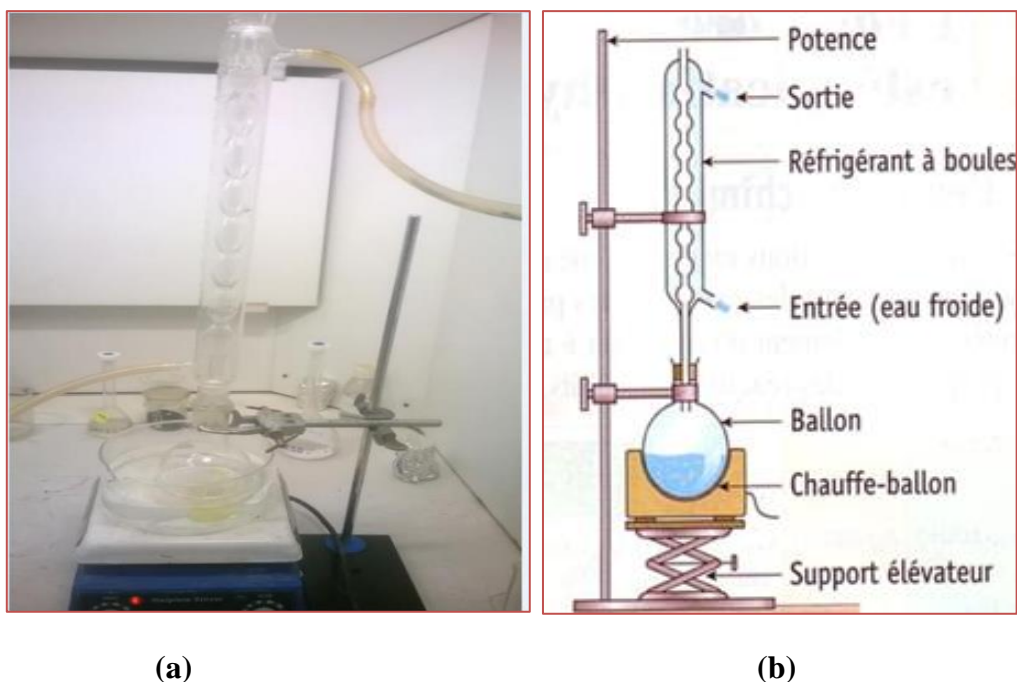 Potence
Sortie
Réfrigérant à boules
Entrée (eau froide)
Ballon
Chauffe-ballon
Support élévateur
(a)
(b)